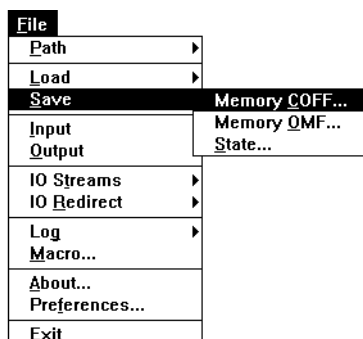 File
Path
Load
Save
Input
Output
IO Streams
IO Redirect
Log
Macro...
About...
Preferences...
Exit
Memory COFF...
Memory OMF...
State...